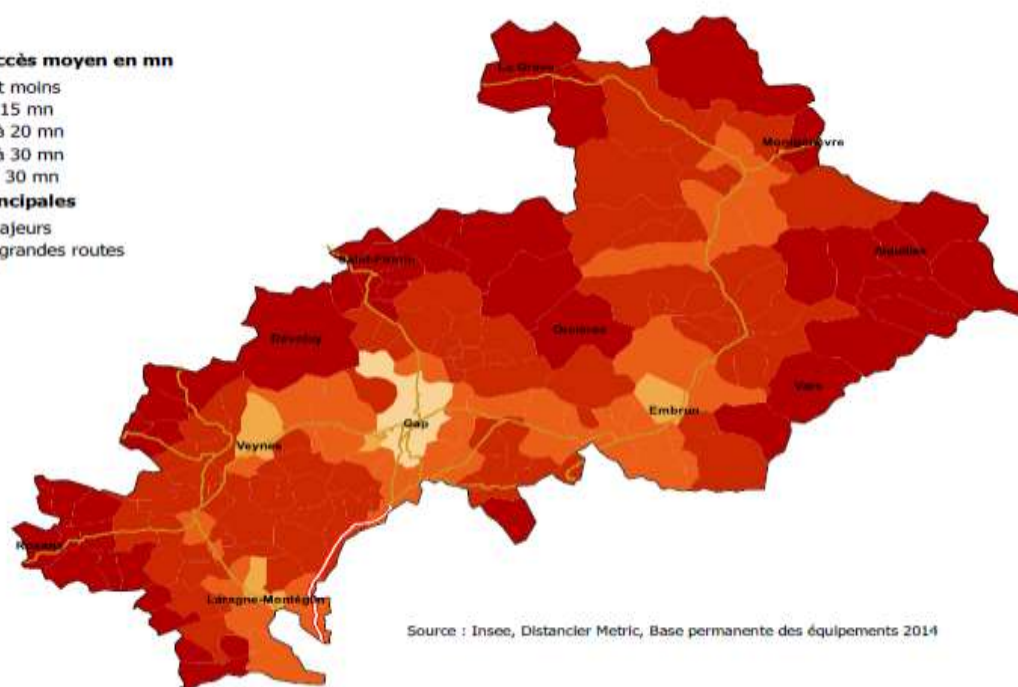 ccès moyen en mn
t moins
15 mn
à 20 mn
à 30 mn
30 mn
ncipales
ajeurs
grandes routes
La Grave
Montgenèvre
Aiguilles
Saint-Firmin
Orcières
Dévoluy
Vars
Embrun
Gap
Veynes
Rosans
Laragne-Montéglin
Source : Insee, Distancier Metric, Base permanente des équipements 2014